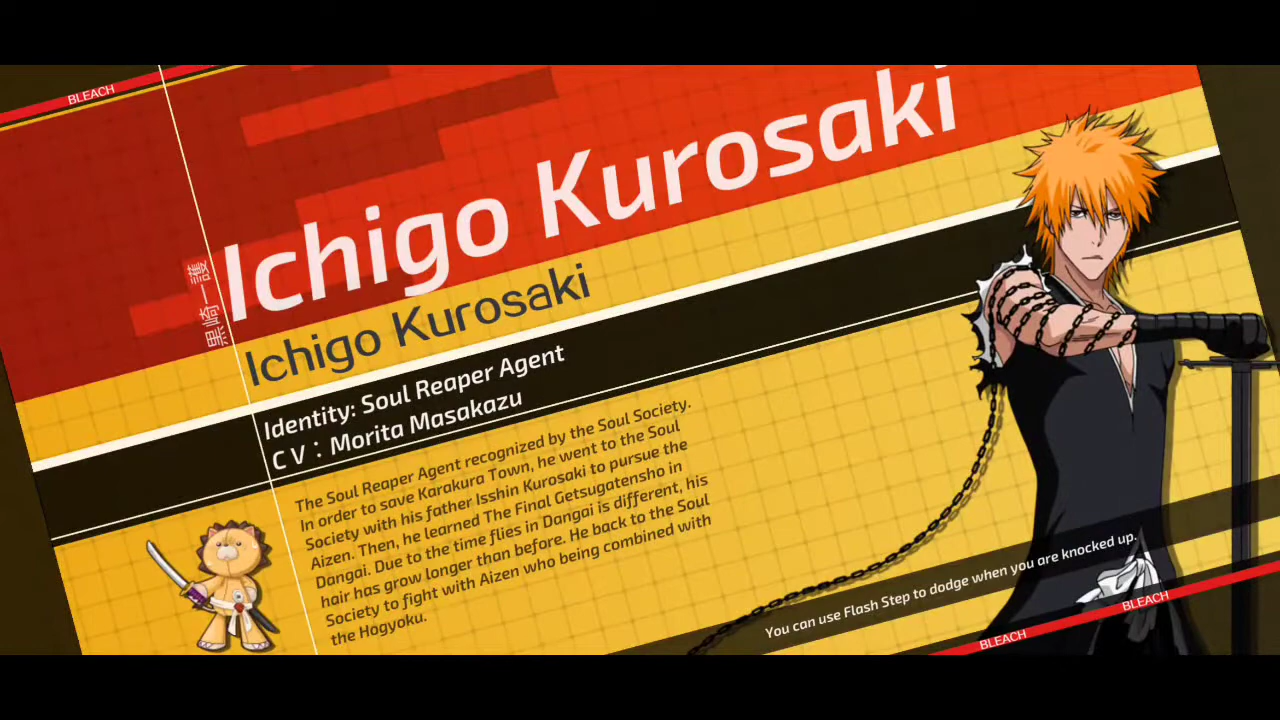 BLEACH
Ichigo Kurosaki
黒崎一護
Ichigo Kurosaki
Identity: Soul Reaper Agent
CV：Morita Masakazu
The Soul Reaper Agent recognized by the Soul Society.
In order to save Karakura Town, he went to the Soul
Society with his father Isshin Kurosaki to pursue the
Aizen. Then, he learned The Final Getsugatensho in
Dangai. Due to the time flies in Dangai is different, his
hair has grow longer than before. He back to the Soul
Society to fight with Aizen who being combined with
the Hogyoku.
You can use Flash Step to dodge when you are knocked up.
BLEACH
BLEACH